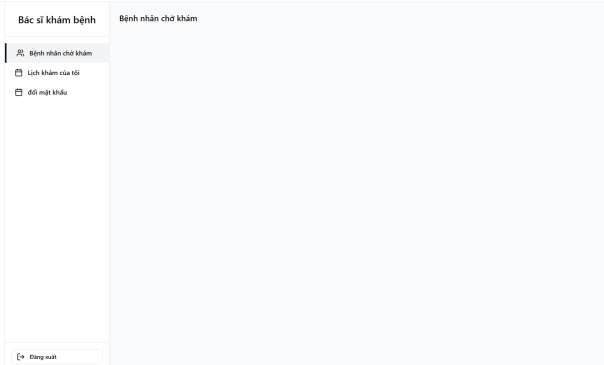 Bác sĩ khám bệnh
Bệnh nhân chờ khám
Bệnh nhân chờ khám
Lịch khám của tôi
đổi mật khẩu
Đăng xuất